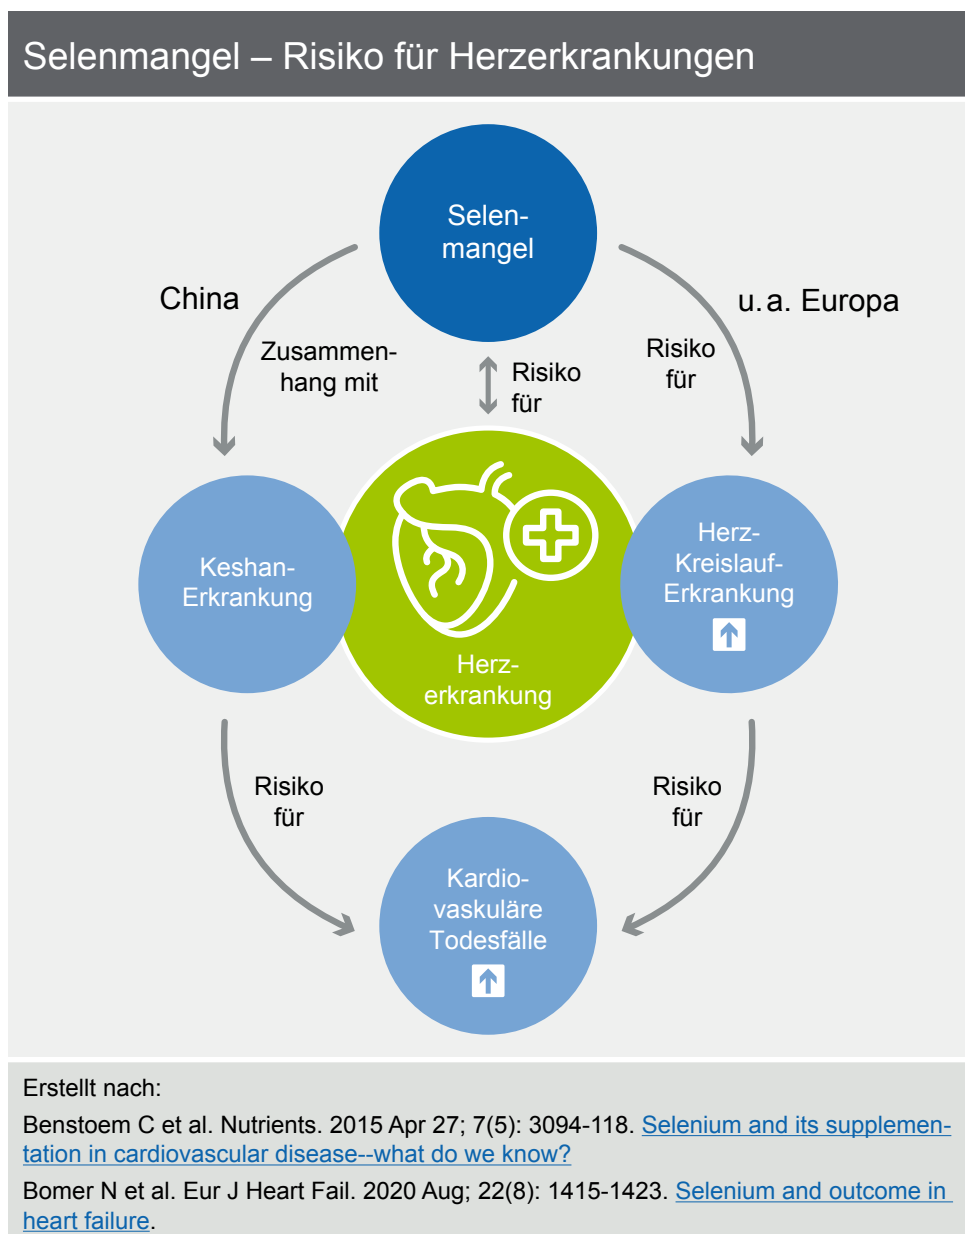 Selenmangel – Risiko für Herzerkrankungen
Selen-
mangel
China
u. a. Europa
Zusammen-
hang mit
Risiko
für
Risiko
für
Keshan-
Erkrankung
Herz-
erkrankung
Herz-
Kreislauf-
Erkrankung
Risiko
für
Risiko
für
Kardio-
vaskuläre
Todesfälle
Erstellt nach:
Benstoem C et al. Nutrients. 2015 Apr 27; 7(5): 3094-118. Selenium and its supplemen-
tation in cardiovascular disease--what do we know?
Bomer N et al. Eur J Heart Fail. 2020 Aug; 22(8): 1415-1423. Selenium and outcome in
heart failure.